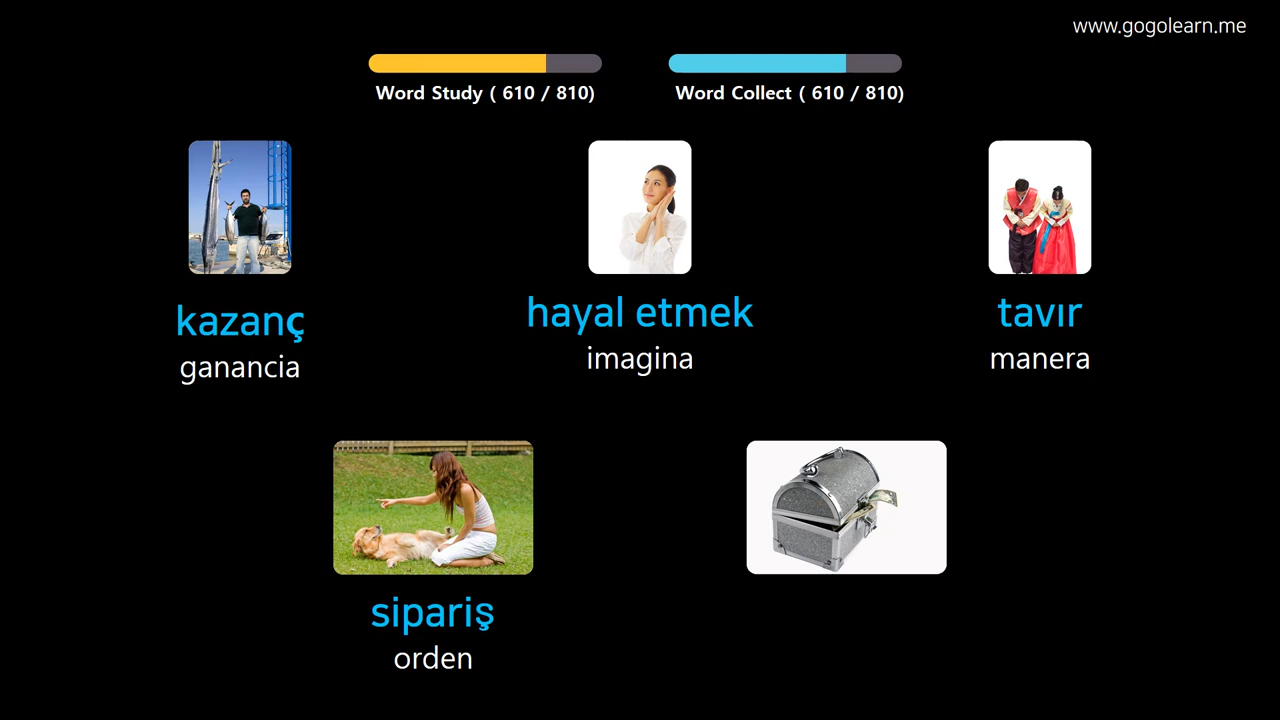 www.gogolearn.me
Word Study ( 610 / 810)
Word Collect ( 610 / 810)
kazanç
ganancia
hayal etmek
imagina
tavır
manera
sipariş
orden